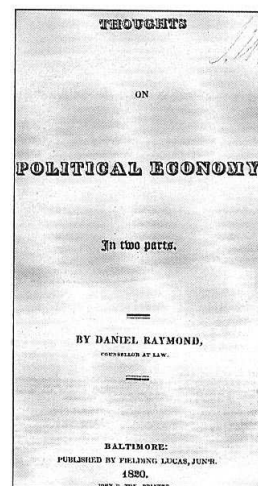 THOUGHTS
ON
POLITICAL ECONOMY
In two parts.
BY DANIEL RAYMOND,
COUNSELLOR AT LAW.
BALTIMORE:
PUBLISHED BY FIELDING LUCAS, JUN'R.
1820.